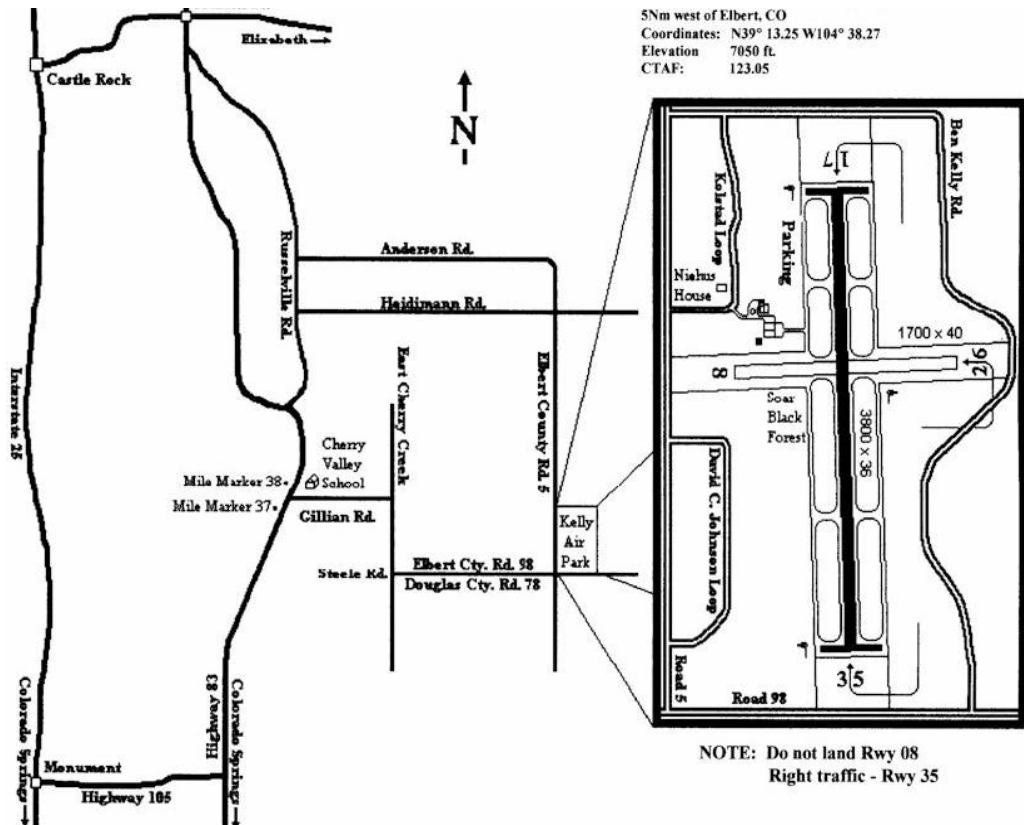 5Nm west of Elbert, CO
Coordinates: N39° 13.25 W104° 38.27
Elevation 7050 ft.
CTAF: 123.05
Elizabeth
Castle Rock
N
Russelville Rd.
Anderson Rd.
Heidimann Rd.
Interstate 25
East Cherry Creek
Elbert County Rd. 5
Cherry
Valley
School
Mile Marker 38
Mile Marker 37
Gillian Rd.
Kelly
Air
Park
Steele Rd.
Elbert Cty. Rd. 98
Douglas Cty. Rd. 78
Colorado Springs
Highway 83
Colorado Springs
Monument
Highway 105
Ben Kelly Rd.
17
Kolstad Loop
Parking
Niehus
House
1700 x 40
26
8
Soar
Black
Forest
3800 x 36
David C. Johnson Loop
35
Road 5
Road 98
NOTE: Do not land Rwy 08
Right traffic - Rwy 35